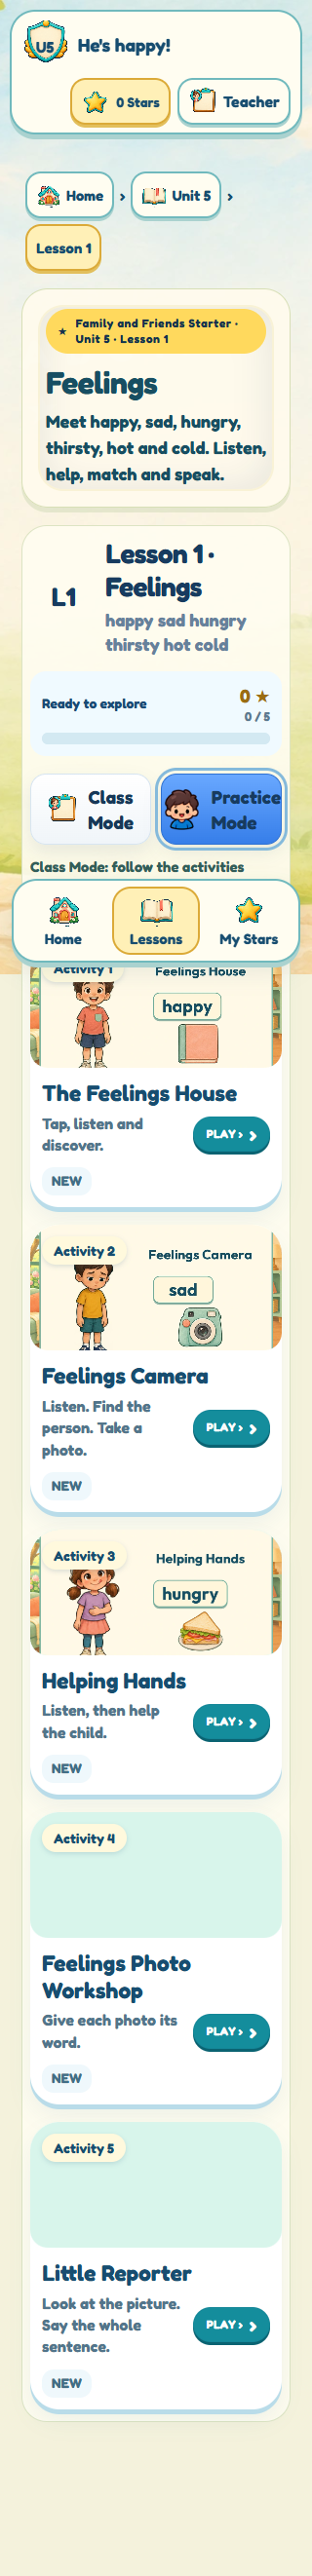 U5
He's happy!
0 Stars
Teacher
Home
›
Unit 5
›
Lesson 1
★ Family and Friends Starter ·
Unit 5 · Lesson 1
Feelings
Meet happy, sad, hungry,
thirsty, hot and cold. Listen,
help, match and speak.
L1
Lesson 1 ·
Feelings
happy sad hungry
thirsty hot cold
Ready to explore
0 ★
0 / 5
Class
Mode
Practice
Mode
Class Mode: follow the activities
Home
Lessons
My Stars
Activity 1
Feelings House
happy
The Feelings House
Tap, listen and
discover.
PLAY › ›
NEW
Activity 2
Feelings Camera
sad
Feelings Camera
Listen. Find the
person. Take a
photo.
PLAY › ›
NEW
Activity 3
Helping Hands
hungry
Helping Hands
Listen, then help
the child.
PLAY › ›
NEW
Activity 4
Feelings Photo
Workshop
Give each photo its
word.
PLAY › ›
NEW
Activity 5
Little Reporter
Look at the picture.
Say the whole
sentence.
PLAY › ›
NEW